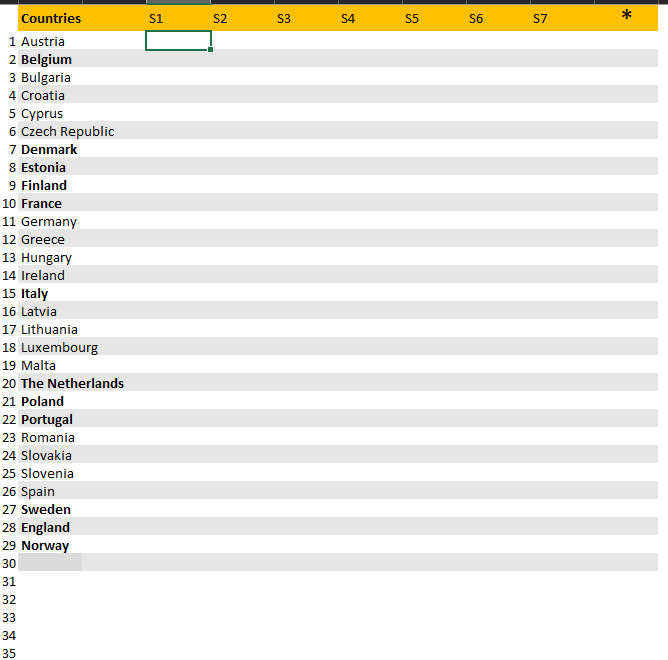 Countries S1 S2 S3 S4 S5 S6 S7 *
1 Austria
2 Belgium
3 Bulgaria
4 Croatia
5 Cyprus
6 Czech Republic
7 Denmark
8 Estonia
9 Finland
10 France
11 Germany
12 Greece
13 Hungary
14 Ireland
15 Italy
16 Latvia
17 Lithuania
18 Luxembourg
19 Malta
20 The Netherlands
21 Poland
22 Portugal
23 Romania
24 Slovakia
25 Slovenia
26 Spain
27 Sweden
28 England
29 Norway
30
31
32
33
34
35